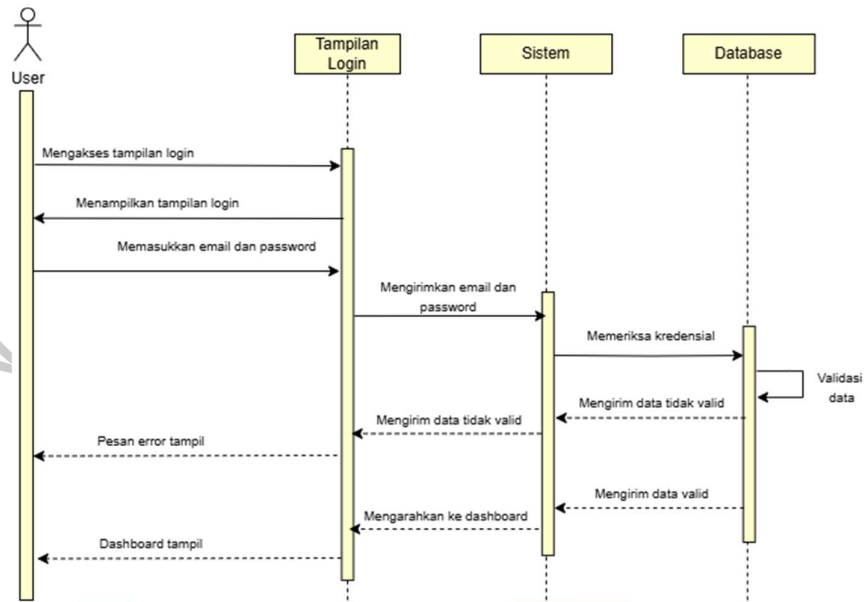 User
Tampilan
Login
Sistem
Database
Mengakses tampilan login
Menampilkan tampilan login
Memasukkan email dan password
Mengirimkan email dan
password
Memeriksa kredensial
Validasi
data
Mengirim data tidak valid
Mengirim data tidak valid
Pesan error tampil
Mengirim data valid
Mengarahkan ke dashboard
Dashboard tampil